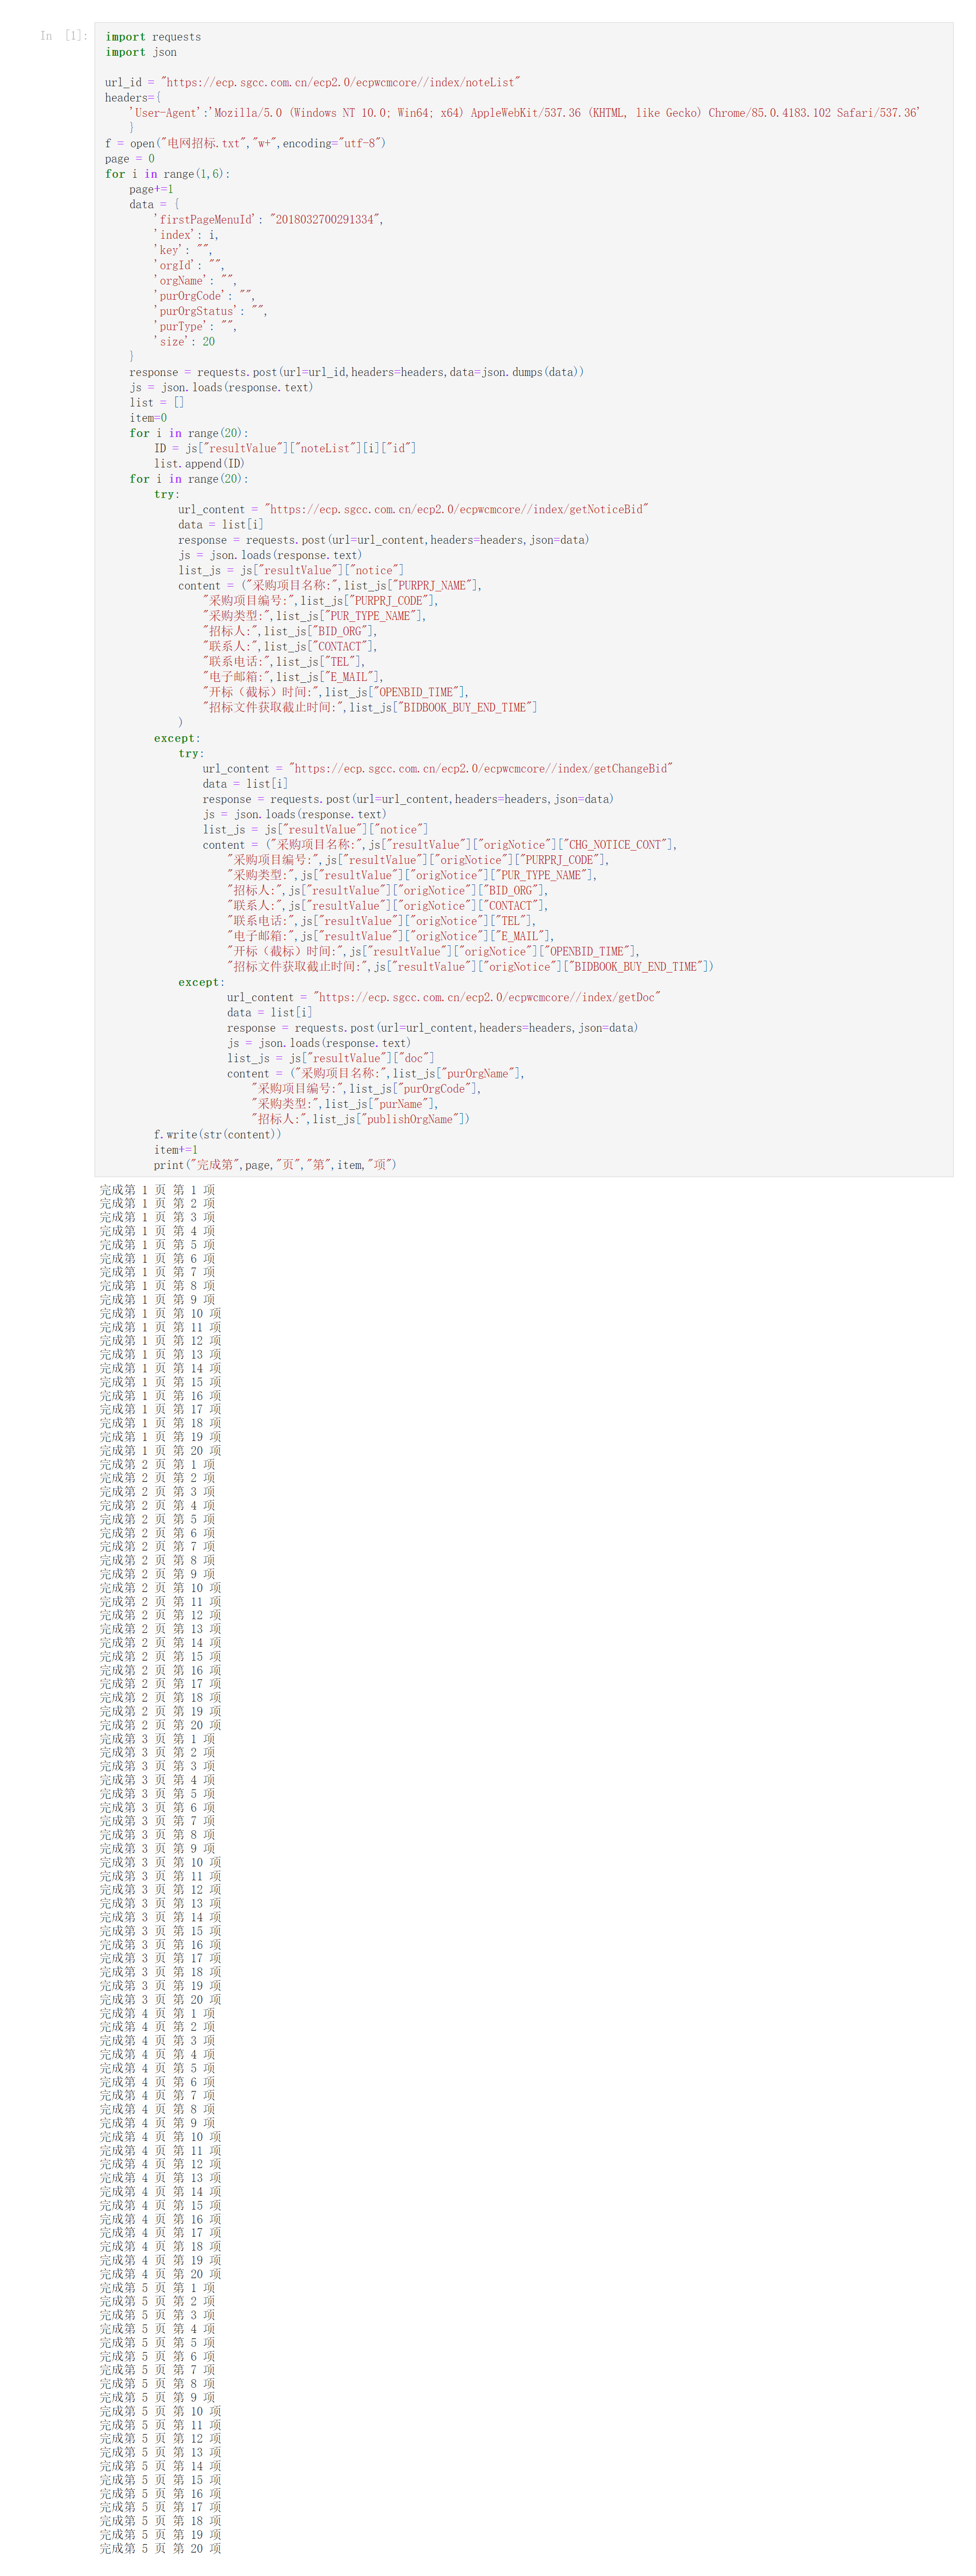 In [1]:
import requests
import json
url_id = "https://ecp.sgcc.com.cn/ecp2.0/ecpwcmcore//index/noteList"
headers={
    'User-Agent':'Mozilla/5.0 (Windows NT 10.0; Win64; x64) AppleWebKit/537.36 (KHTML, like Gecko) Chrome/85.0.4183.102 Safari/537.36'
    }
f = open("电网招标.txt","w+",encoding="utf-8")
page = 0
for i in range(1,6):
    page+=1
    data = {
        'firstPageMenuId': "2018032700291334",
        'index': i,
        'key': "",
        'orgId': "",
        'orgName': "",
        'purOrgCode': "",
        'purOrgStatus': "",
        'purType': "",
        'size': 20
    }
    response = requests.post(url=url_id,headers=headers,data=json.dumps(data))
    js = json.loads(response.text)
    list = []
    item=0
    for i in range(20):
        ID = js["resultValue"]["noteList"][i]["id"]
        list.append(ID)
    for i in range(20):
        try:
            url_content = "https://ecp.sgcc.com.cn/ecp2.0/ecpwcmcore//index/getNoticeBid"
            data = list[i]
            response = requests.post(url=url_content,headers=headers,json=data)
            js = json.loads(response.text)
            list_js = js["resultValue"]["notice"]
            content = ("采购项目名称:",list_js["PURPRJ_NAME"],
                "采购项目编号:",list_js["PURPRJ_CODE"],
                "采购类型:",list_js["PUR_TYPE_NAME"],
                "招标人:",list_js["BID_ORG"],
                "联系人:",list_js["CONTACT"],
                "联系电话:",list_js["TEL"],
                "电子邮箱:",list_js["E_MAIL"],
                "开标（截标）时间:",list_js["OPENBID_TIME"],
                "招标文件获取截止时间:",list_js["BIDBOOK_BUY_END_TIME"]
            )
        except:
            try:
                url_content = "https://ecp.sgcc.com.cn/ecp2.0/ecpwcmcore//index/getChangeBid"
                data = list[i]
                response = requests.post(url=url_content,headers=headers,json=data)
                js = json.loads(response.text)
                list_js = js["resultValue"]["notice"]
                content = ("采购项目名称:",js["resultValue"]["origNotice"]["CHG_NOTICE_CONT"],
                    "采购项目编号:",js["resultValue"]["origNotice"]["PURPRJ_CODE"],
                    "采购类型:",js["resultValue"]["origNotice"]["PUR_TYPE_NAME"],
                    "招标人:",js["resultValue"]["origNotice"]["BID_ORG"],
                    "联系人:",js["resultValue"]["origNotice"]["CONTACT"],
                    "联系电话:",js["resultValue"]["origNotice"]["TEL"],
                    "电子邮箱:",js["resultValue"]["origNotice"]["E_MAIL"],
                    "开标（截标）时间:",js["resultValue"]["origNotice"]["OPENBID_TIME"],
                    "招标文件获取截止时间:",js["resultValue"]["origNotice"]["BIDBOOK_BUY_END_TIME"])
            except:
                    url_content = "https://ecp.sgcc.com.cn/ecp2.0/ecpwcmcore//index/getDoc"
                    data = list[i]
                    response = requests.post(url=url_content,headers=headers,json=data)
                    js = json.loads(response.text)
                    list_js = js["resultValue"]["doc"]
                    content = ("采购项目名称:",list_js["purOrgName"],
                        "采购项目编号:",list_js["purOrgCode"],
                        "采购类型:",list_js["purName"],
                        "招标人:",list_js["publishOrgName"])
        f.write(str(content))
        item+=1
        print("完成第",page,"页","第",item,"项")
完成第 1 页 第 1 项
完成第 1 页 第 2 项
完成第 1 页 第 3 项
完成第 1 页 第 4 项
完成第 1 页 第 5 项
完成第 1 页 第 6 项
完成第 1 页 第 7 项
完成第 1 页 第 8 项
完成第 1 页 第 9 项
完成第 1 页 第 10 项
完成第 1 页 第 11 项
完成第 1 页 第 12 项
完成第 1 页 第 13 项
完成第 1 页 第 14 项
完成第 1 页 第 15 项
完成第 1 页 第 16 项
完成第 1 页 第 17 项
完成第 1 页 第 18 项
完成第 1 页 第 19 项
完成第 1 页 第 20 项
完成第 2 页 第 1 项
完成第 2 页 第 2 项
完成第 2 页 第 3 项
完成第 2 页 第 4 项
完成第 2 页 第 5 项
完成第 2 页 第 6 项
完成第 2 页 第 7 项
完成第 2 页 第 8 项
完成第 2 页 第 9 项
完成第 2 页 第 10 项
完成第 2 页 第 11 项
完成第 2 页 第 12 项
完成第 2 页 第 13 项
完成第 2 页 第 14 项
完成第 2 页 第 15 项
完成第 2 页 第 16 项
完成第 2 页 第 17 项
完成第 2 页 第 18 项
完成第 2 页 第 19 项
完成第 2 页 第 20 项
完成第 3 页 第 1 项
完成第 3 页 第 2 项
完成第 3 页 第 3 项
完成第 3 页 第 4 项
完成第 3 页 第 5 项
完成第 3 页 第 6 项
完成第 3 页 第 7 项
完成第 3 页 第 8 项
完成第 3 页 第 9 项
完成第 3 页 第 10 项
完成第 3 页 第 11 项
完成第 3 页 第 12 项
完成第 3 页 第 13 项
完成第 3 页 第 14 项
完成第 3 页 第 15 项
完成第 3 页 第 16 项
完成第 3 页 第 17 项
完成第 3 页 第 18 项
完成第 3 页 第 19 项
完成第 3 页 第 20 项
完成第 4 页 第 1 项
完成第 4 页 第 2 项
完成第 4 页 第 3 项
完成第 4 页 第 4 项
完成第 4 页 第 5 项
完成第 4 页 第 6 项
完成第 4 页 第 7 项
完成第 4 页 第 8 项
完成第 4 页 第 9 项
完成第 4 页 第 10 项
完成第 4 页 第 11 项
完成第 4 页 第 12 项
完成第 4 页 第 13 项
完成第 4 页 第 14 项
完成第 4 页 第 15 项
完成第 4 页 第 16 项
完成第 4 页 第 17 项
完成第 4 页 第 18 项
完成第 4 页 第 19 项
完成第 4 页 第 20 项
完成第 5 页 第 1 项
完成第 5 页 第 2 项
完成第 5 页 第 3 项
完成第 5 页 第 4 项
完成第 5 页 第 5 项
完成第 5 页 第 6 项
完成第 5 页 第 7 项
完成第 5 页 第 8 项
完成第 5 页 第 9 项
完成第 5 页 第 10 项
完成第 5 页 第 11 项
完成第 5 页 第 12 项
完成第 5 页 第 13 项
完成第 5 页 第 14 项
完成第 5 页 第 15 项
完成第 5 页 第 16 项
完成第 5 页 第 17 项
完成第 5 页 第 18 项
完成第 5 页 第 19 项
完成第 5 页 第 20 项